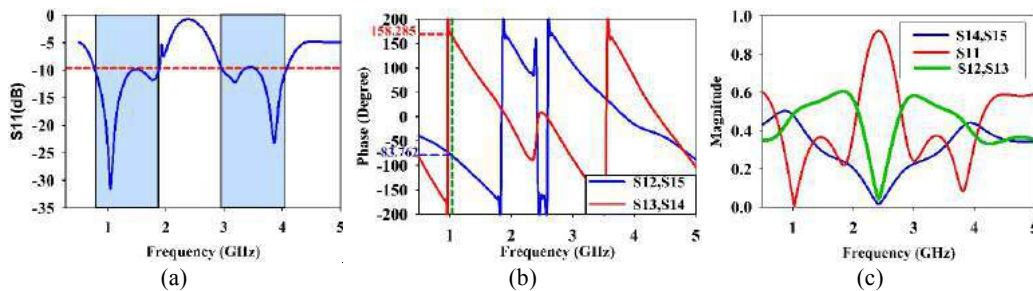 0
-5
-10
-15
-20
-25
-30
-35
S11(dB)
1 2 3 4 5
Frequency (GHz)
(a)
200
158.285
150
100
50
0
-50
-83.762
-100
-150
-200
Phase (Degree)
S12,S15
S13,S14
1 2 3 4 5
Frequency (GHz)
(b)
1.0
0.8
0.6
0.4
0.2
0.0
Magnitude
S14,S15
S11
S12,S13
1 2 3 4 5
Frequency (GHz)
(c)